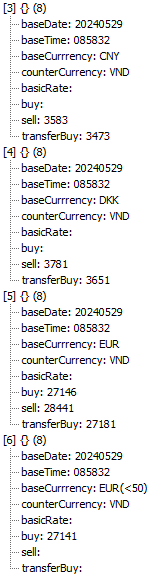 [3] {} (8)
baseDate: 20240529
baseTime: 085832
baseCurrrency: CNY
counterCurrency: VND
basicRate:
buy:
sell: 3583
transferBuy: 3473
[4] {} (8)
baseDate: 20240529
baseTime: 085832
baseCurrrency: DKK
counterCurrency: VND
basicRate:
buy:
sell: 3781
transferBuy: 3651
[5] {} (8)
baseDate: 20240529
baseTime: 085832
baseCurrrency: EUR
counterCurrency: VND
basicRate:
buy: 27146
sell: 28441
transferBuy: 27181
[6] {} (8)
baseDate: 20240529
baseTime: 085832
baseCurrrency: EUR(<50)
counterCurrency: VND
basicRate:
buy: 27141
sell:
transferBuy: